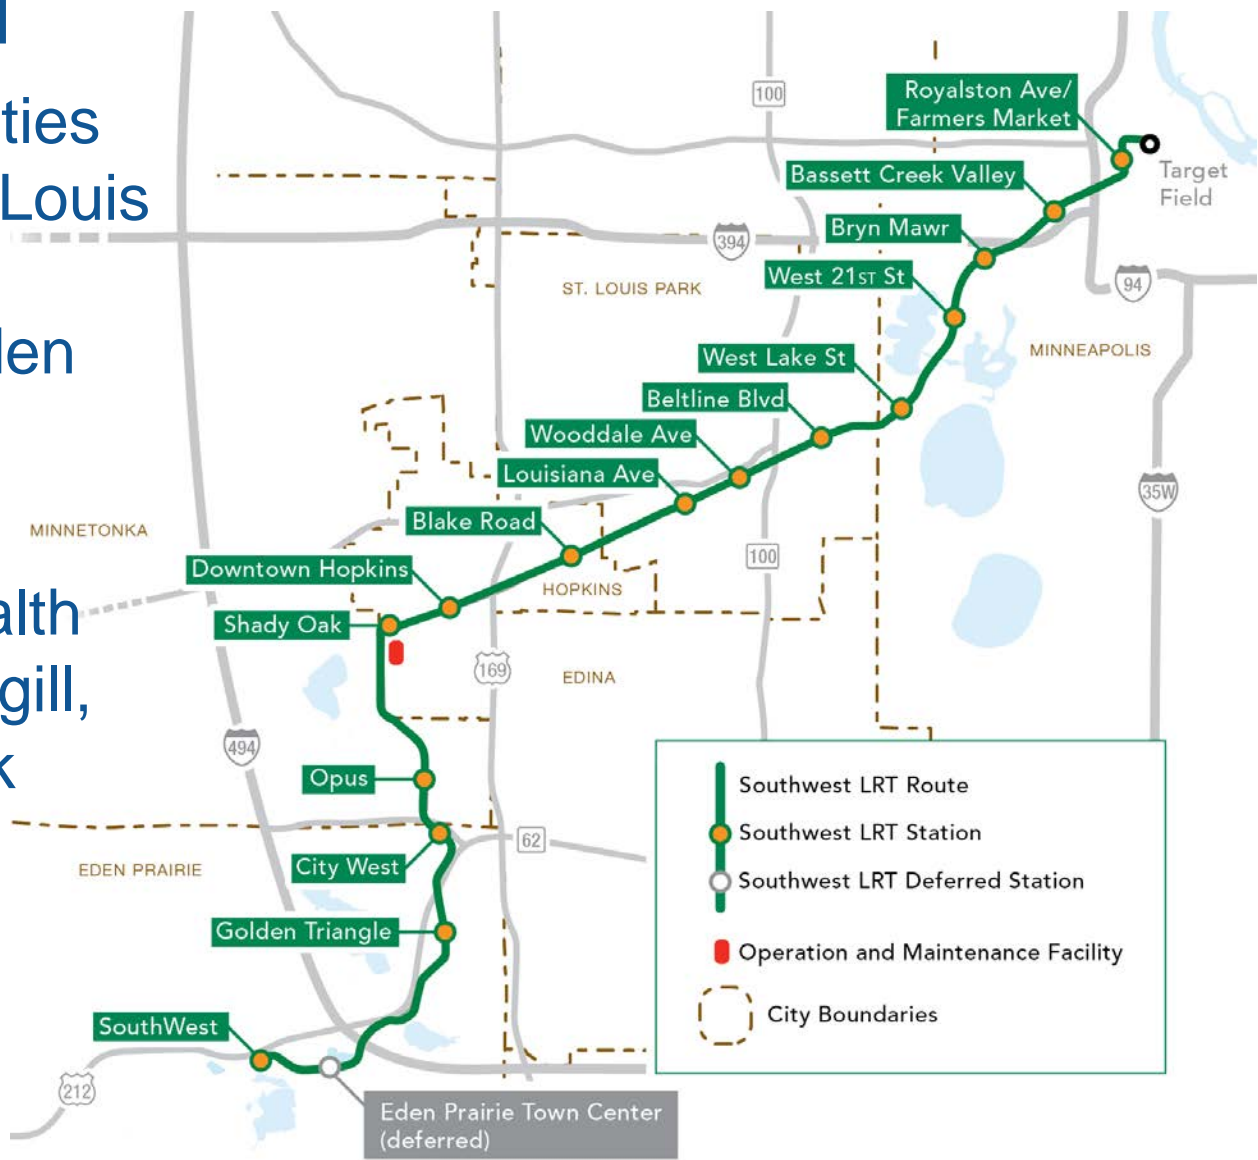 ties
Louis
len
alth
gill,
k
100
Royalston Ave/
Farmers Market
Target
Field
Bassett Creek Valley
Bryn Mawr
394
West 21ST St
94
ST. LOUIS PARK
MINNEAPOLIS
West Lake St
Beltline Blvd
Wooddale Ave
Louisiana Ave
35W
Blake Road
MINNETONKA
100
Downtown Hopkins
HOPKINS
Shady Oak
169
EDINA
494
Opus
62
City West
EDEN PRAIRIE
Golden Triangle
SouthWest
212
Eden Prairie Town Center
(deferred)
Southwest LRT Route
Southwest LRT Station
Southwest LRT Deferred Station
Operation and Maintenance Facility
City Boundaries